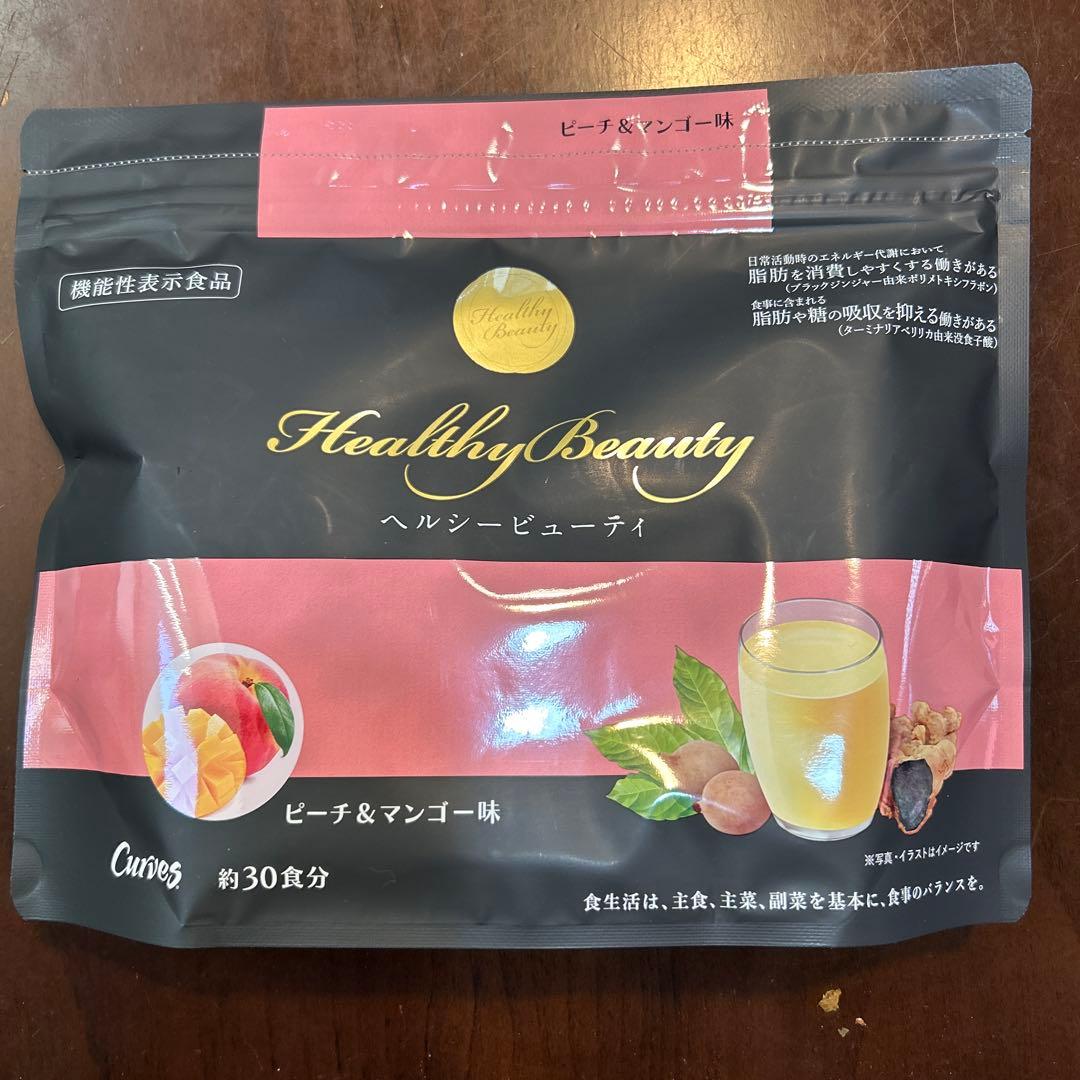 ピーチ&マンゴー味
機能性表示食品
日常活動時のエネルギー代謝において
脂肪を消費しやすくする働きがある
(ブラックジンジャー由来ポリメトキシフラボン)
食事に含まれる
脂肪や糖の吸収を抑える働きがある
(ターミナリアベリリカ由来没食子酸)
Healthy
Beauty
Healthy Beauty
ヘルシービューティ
ピーチ&マンゴー味
Curves
約30食分
※写真・イラストはイメージです
食生活は、主食、主菜、副菜を基本に、食事のバランスを。